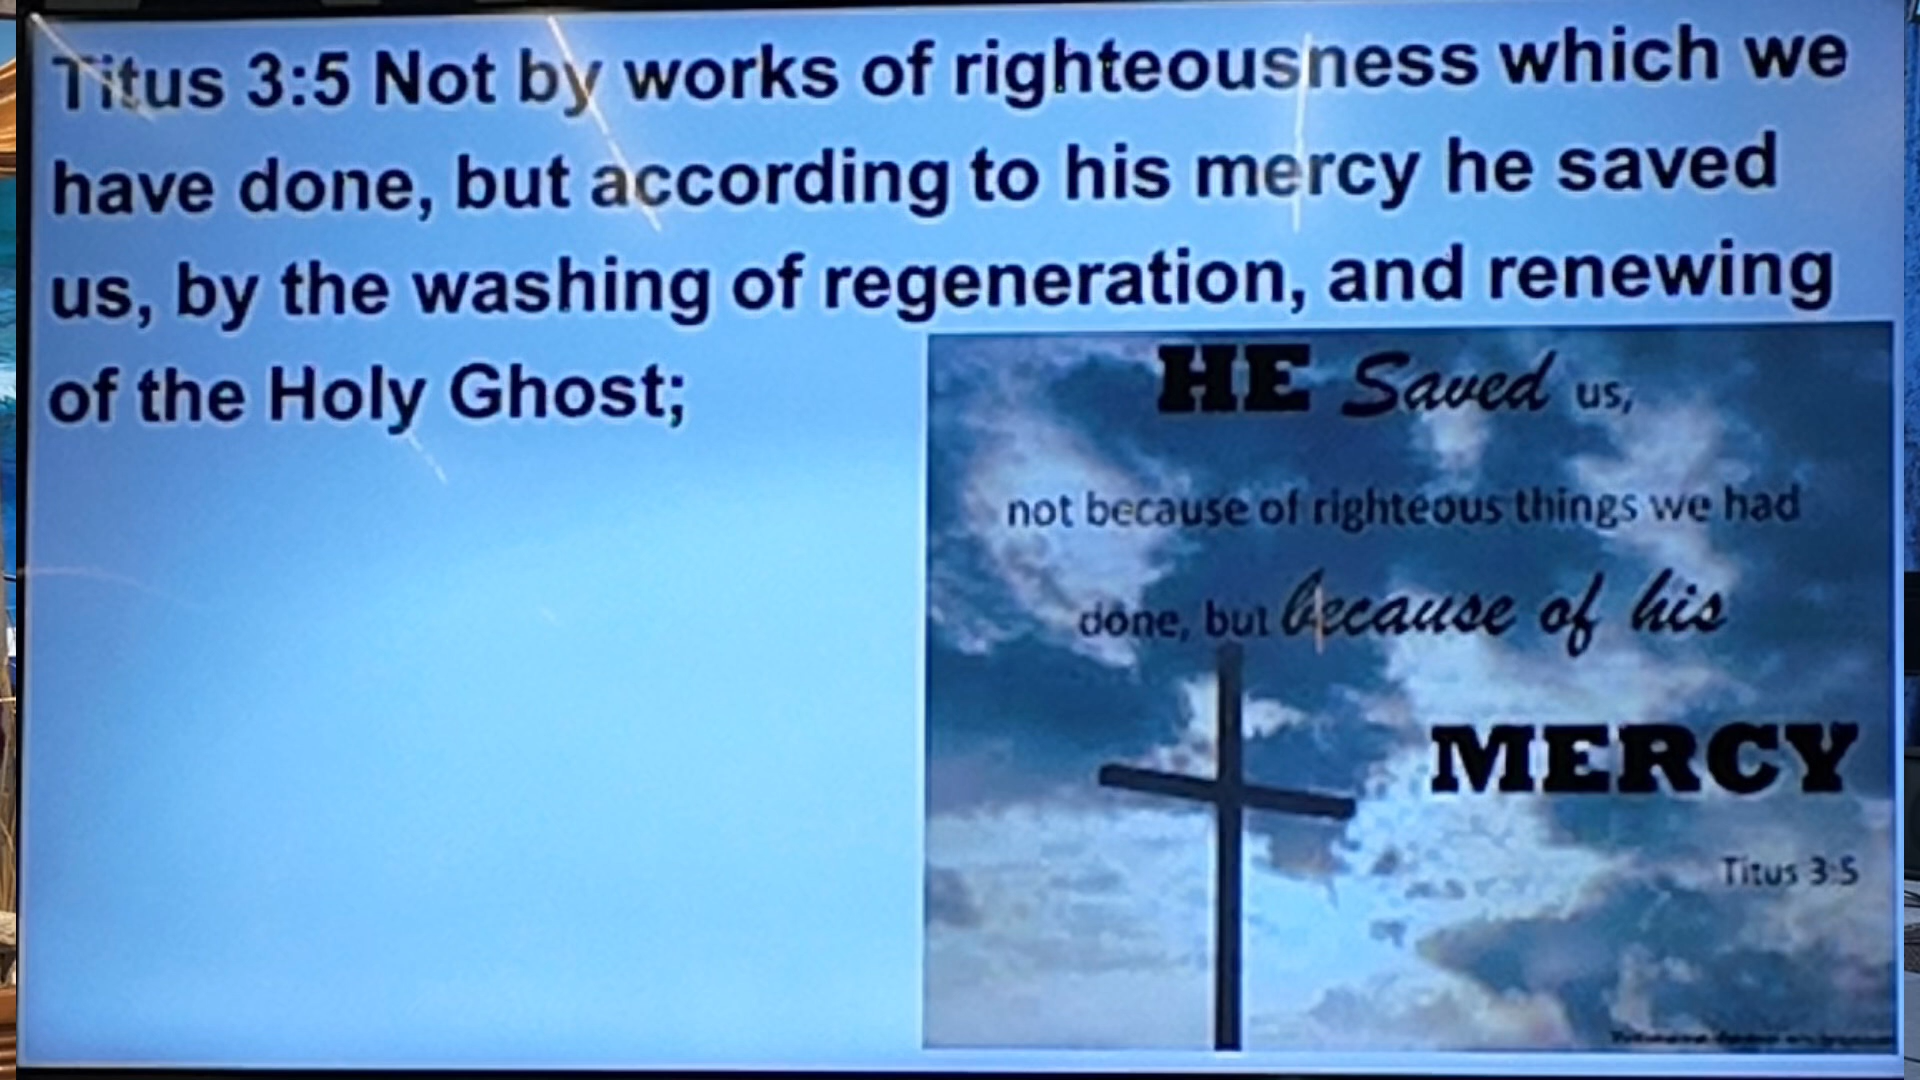 Titus 3:5 Not by works of righteousness which we
have done, but according to his mercy he saved
us, by the washing of regeneration, and renewing
of the Holy Ghost;
HE Saved us,
not because of righteous things we had
done, but because of his
MERCY
Titus 3:5